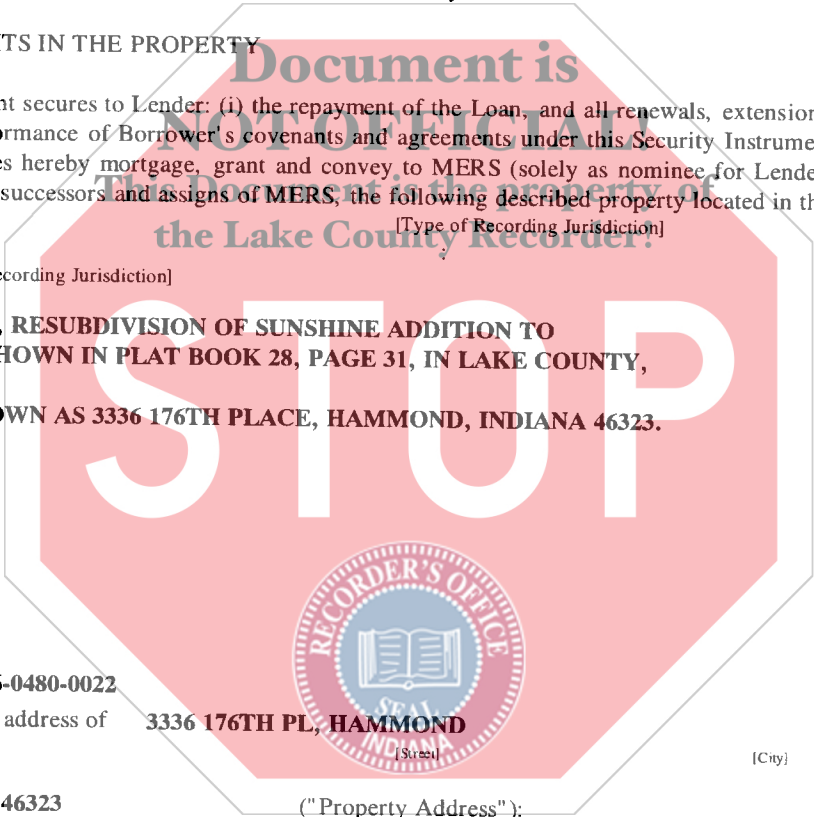 TS IN THE PROPERTY
Document is
nt secures to Lender: (i) the repayment of the Loan, and all renewals, extension
NOT OFFICIAL!
ormance of Borrower's covenants and agreements under this Security Instrume
es hereby mortgage, grant and convey to MERS (solely as nominee for Lende
This Document is the property of
successors and assigns of MERS, the following described property located in th
[Type of Recording Jurisdiction]
the Lake County Recorder!
:
ecording Jurisdiction]
, RESUBDIVISION OF SUNSHINE ADDITION TO
HOWN IN PLAT BOOK 28, PAGE 31, IN LAKE COUNTY,
OWN AS 3336 176TH PLACE, HAMMOND, INDIANA 46323.
STOP
RECORDER'S OFFICE
SEAL
INDIANA
-0480-0022
address of 3336 176TH PL, HAMMOND
[Street] [City]
46323 ("Property Address"):